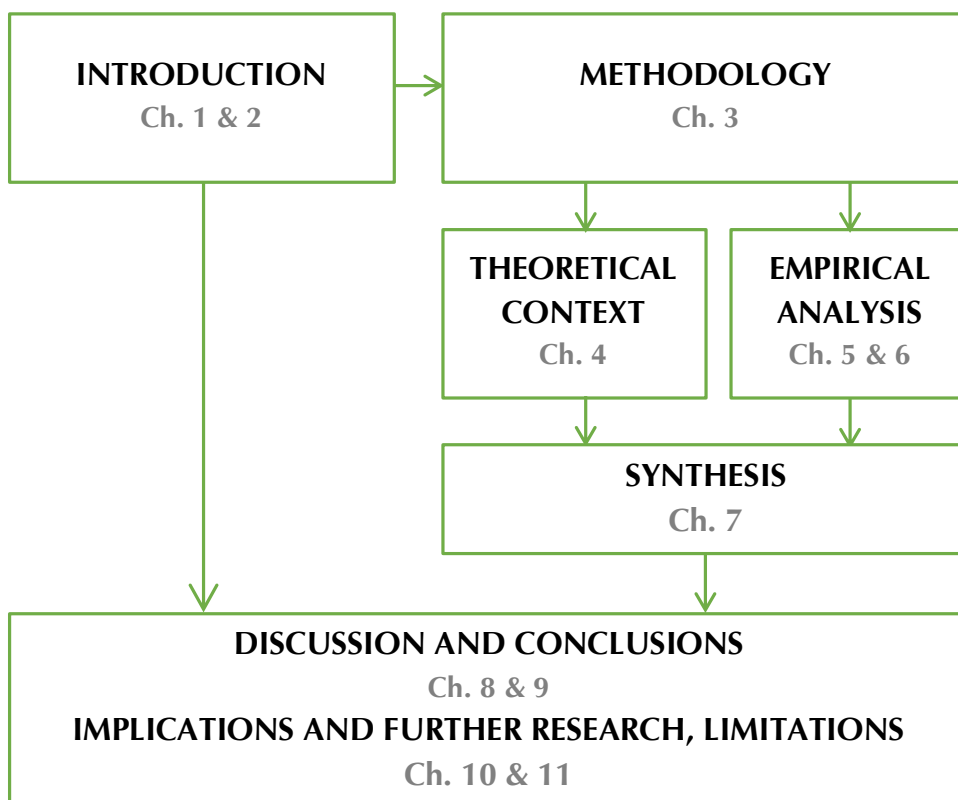 INTRODUCTION
Ch. 1 & 2
METHODOLOGY
Ch. 3
THEORETICAL
CONTEXT
Ch. 4
EMPIRICAL
ANALYSIS
Ch. 5 & 6
SYNTHESIS
Ch. 7
DISCUSSION AND CONCLUSIONS
Ch. 8 & 9
IMPLICATIONS AND FURTHER RESEARCH, LIMITATIONS
Ch. 10 & 11